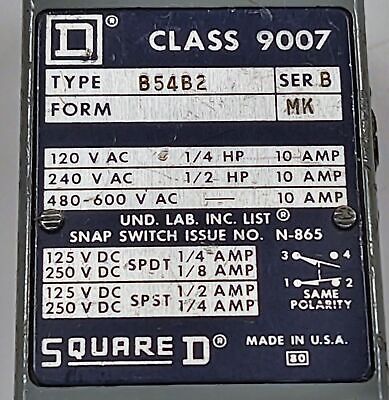 D CLASS 9007
TYPE B54B2 SER B
FORM MK
120 V AC 1/4 HP 10 AMP
240 V AC 1/2 HP 10 AMP
480-600 V AC — 10 AMP
UND. LAB. INC. LIST ®
SNAP SWITCH ISSUE NO. N-865
125 V DC SPDT 1/4 AMP
250 V DC 1/8 AMP
125 V DC SPST 1/2 AMP
250 V DC 1/4 AMP
3 4
1 2
SAME
POLARITY
SQUARE D ® MADE IN U.S.A.
80